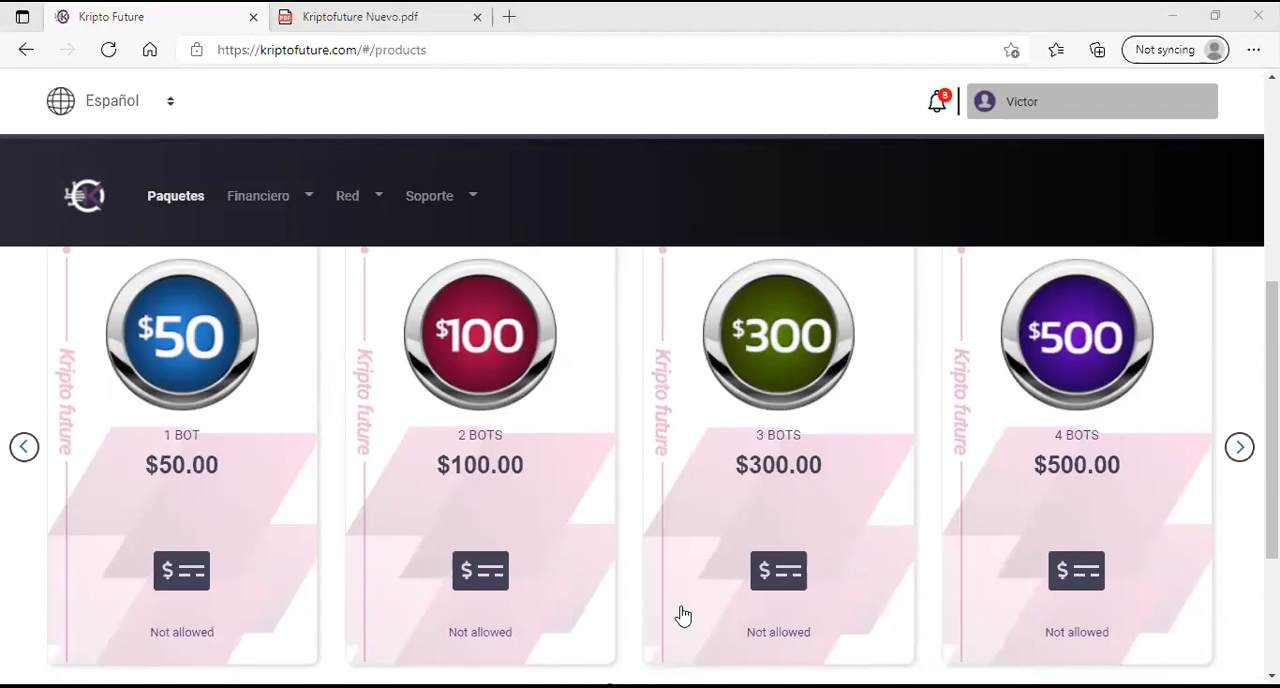 Kripto Future
Kriptofuture Nuevo.pdf
https://kriptofuture.com/#/products
Not syncing
Español
8
Victor
Paquetes
Financiero
Red
Soporte
$50
$100
$300
$500
Kripto future
Kripto future
Kripto future
Kripto future
1 BOT
2 BOTS
3 BOTS
4 BOTS
$50.00
$100.00
$300.00
$500.00
$
$
$
$
Not allowed
Not allowed
Not allowed
Not allowed